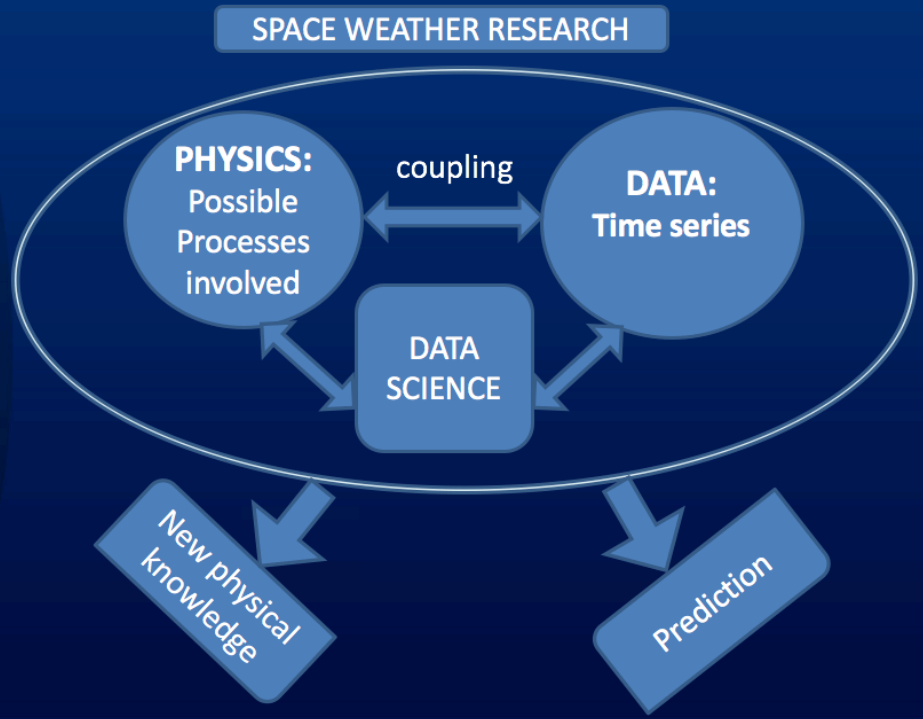 SPACE WEATHER RESEARCH
PHYSICS:
Possible
Processes
involved
coupling
DATA:
Time series
DATA
SCIENCE
New physical
knowledge
Prediction